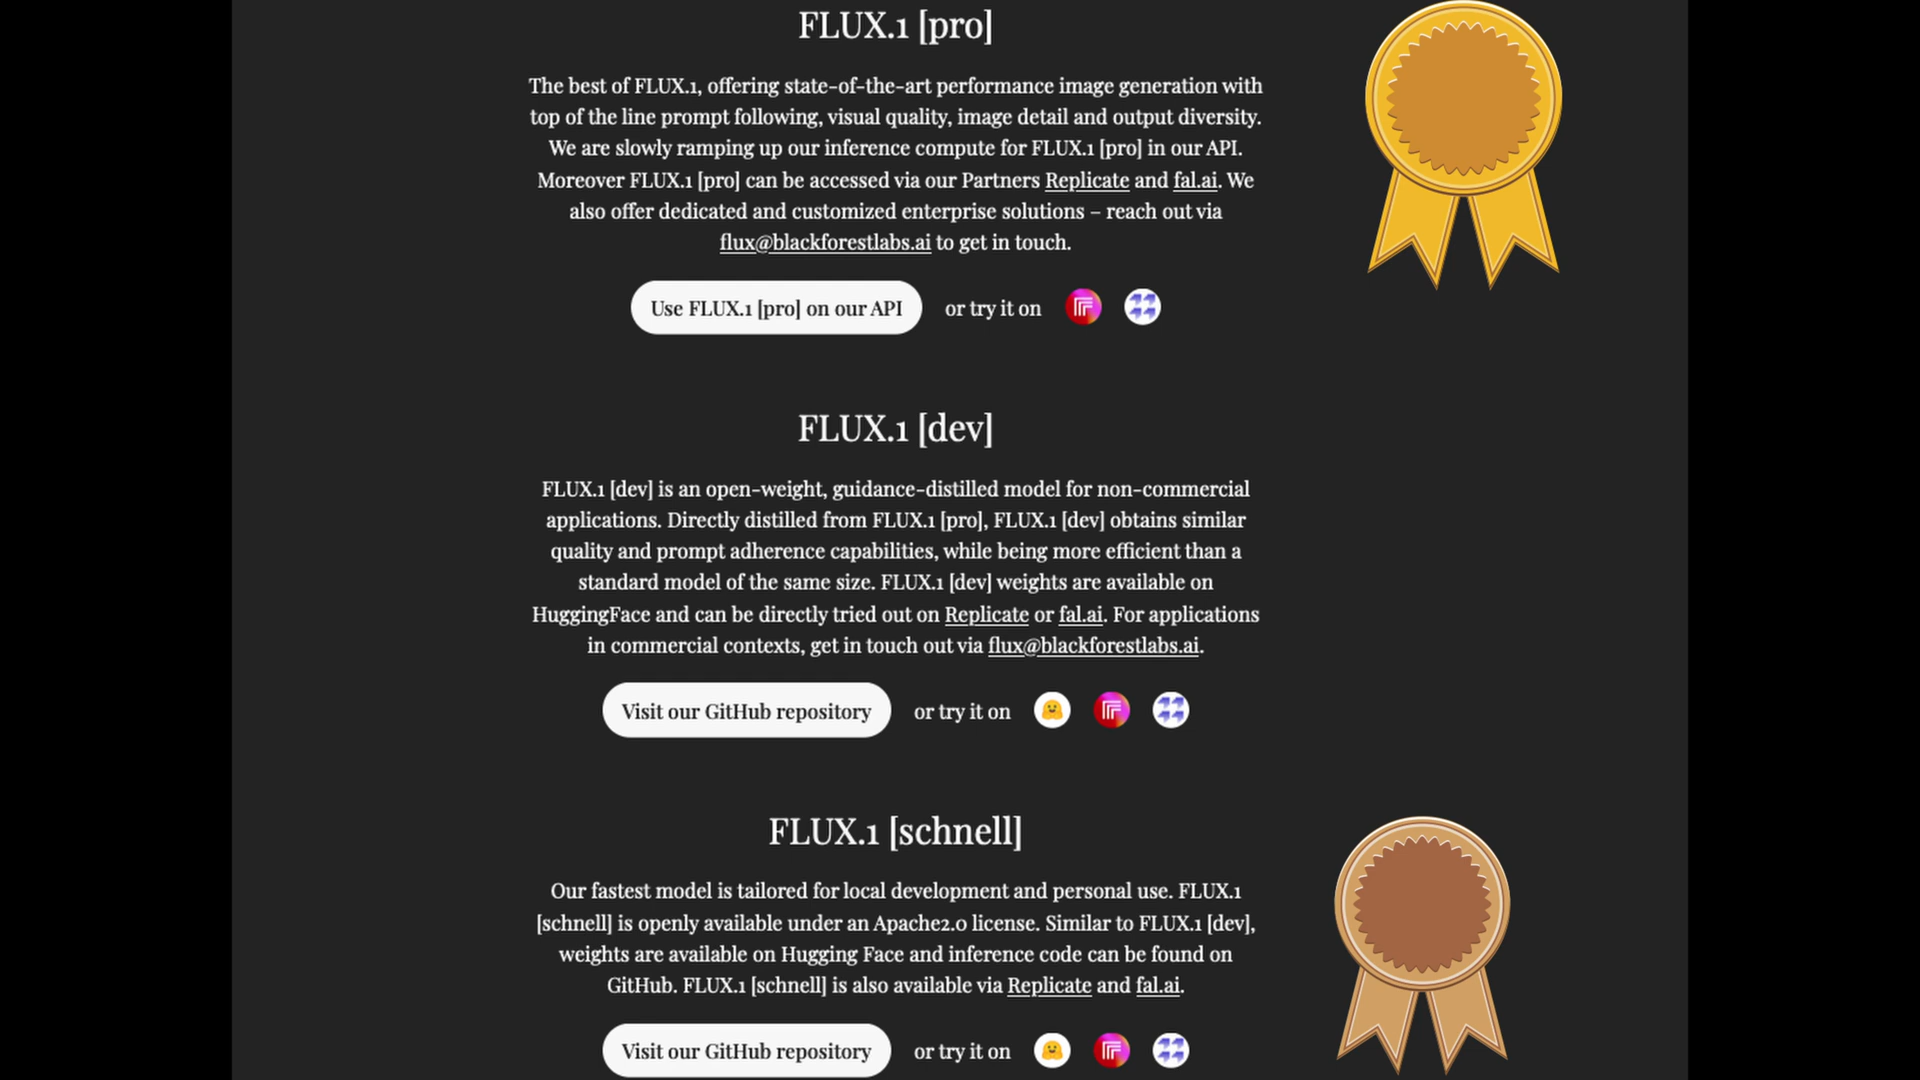 FLUX.1 [pro]
The best of FLUX.1, offering state-of-the-art performance image generation with
top of the line prompt following, visual quality, image detail and output diversity.
We are slowly ramping up our inference compute for FLUX.1 [pro] in our API.
Moreover FLUX.1 [pro] can be accessed via our Partners Replicate and fal.ai. We
also offer dedicated and customized enterprise solutions – reach out via
flux@blackforestlabs.ai to get in touch.
Use FLUX.1 [pro] on our API or try it on
FLUX.1 [dev]
FLUX.1 [dev] is an open-weight, guidance-distilled model for non-commercial
applications. Directly distilled from FLUX.1 [pro], FLUX.1 [dev] obtains similar
quality and prompt adherence capabilities, while being more efficient than a
standard model of the same size. FLUX.1 [dev] weights are available on
HuggingFace and can be directly tried out on Replicate or fal.ai. For applications
in commercial contexts, get in touch out via flux@blackforestlabs.ai.
Visit our GitHub repository or try it on
FLUX.1 [schnell]
Our fastest model is tailored for local development and personal use. FLUX.1
[schnell] is openly available under an Apache2.0 license. Similar to FLUX.1 [dev],
weights are available on Hugging Face and inference code can be found on
GitHub. FLUX.1 [schnell] is also available via Replicate and fal.ai.
Visit our GitHub repository or try it on